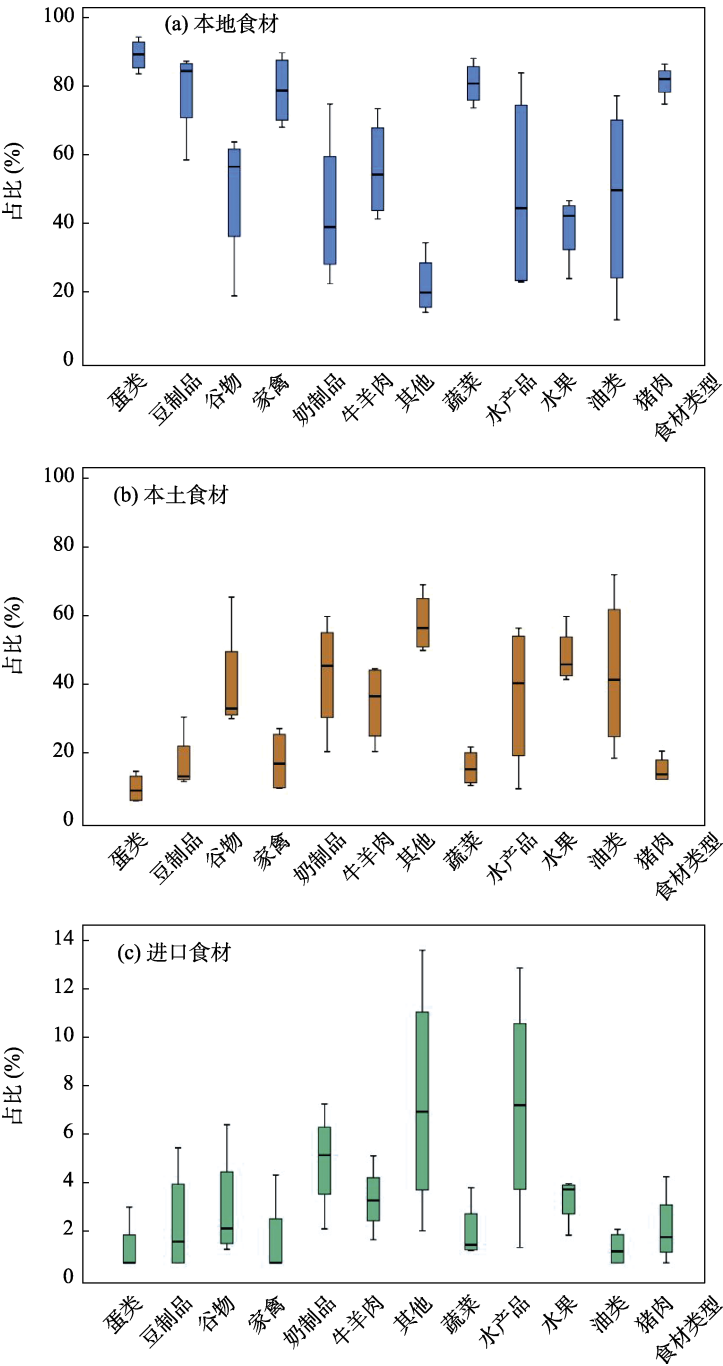 (a) 本地食材
100
80
60
40
20
0
占比 (%)
蛋类
豆制品
谷物
家禽
奶制品
牛羊肉
其他
蔬菜
水产品
水果
油类
猪肉
食材类型
(b) 本土食材
100
80
60
40
20
0
占比 (%)
蛋类
豆制品
谷物
家禽
奶制品
牛羊肉
其他
蔬菜
水产品
水果
油类
猪肉
食材类型
(c) 进口食材
14
12
10
8
6
4
2
0
占比 (%)
蛋类
豆制品
谷物
家禽
奶制品
牛羊肉
其他
蔬菜
水产品
水果
油类
猪肉
食材类型